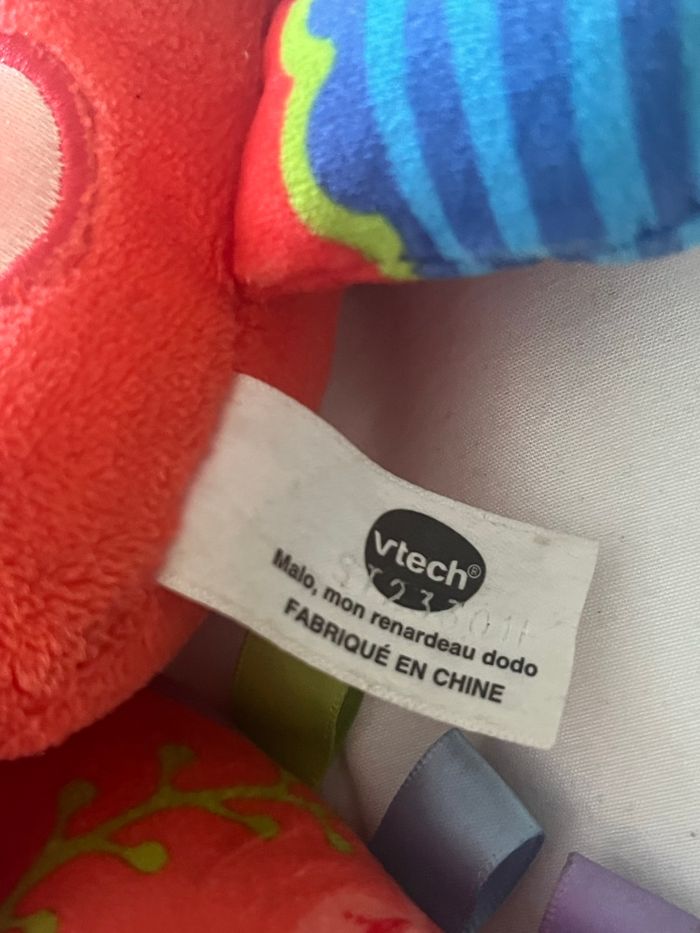 vtech®
Malo, mon renardeau dodo
FABRIQUÉ EN CHINE